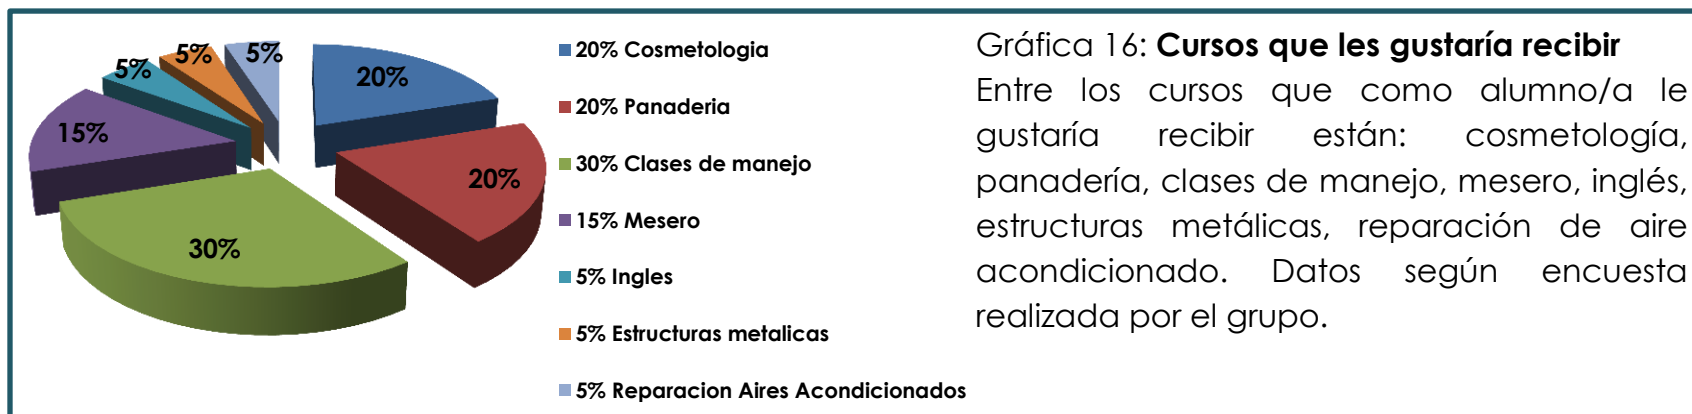 20%
20%
30%
15%
5%
5%
5%
20% Cosmetologia
20% Panaderia
30% Clases de manejo
15% Mesero
5% Ingles
5% Estructuras metalicas
5% Reparacion Aires Acondicionados
Gráfica 16: Cursos que les gustaría recibir
Entre los cursos que como alumno/a le
gustaría recibir están: cosmetología,
panadería, clases de manejo, mesero, inglés,
estructuras metálicas, reparación de aire
acondicionado. Datos según encuesta
realizada por el grupo.